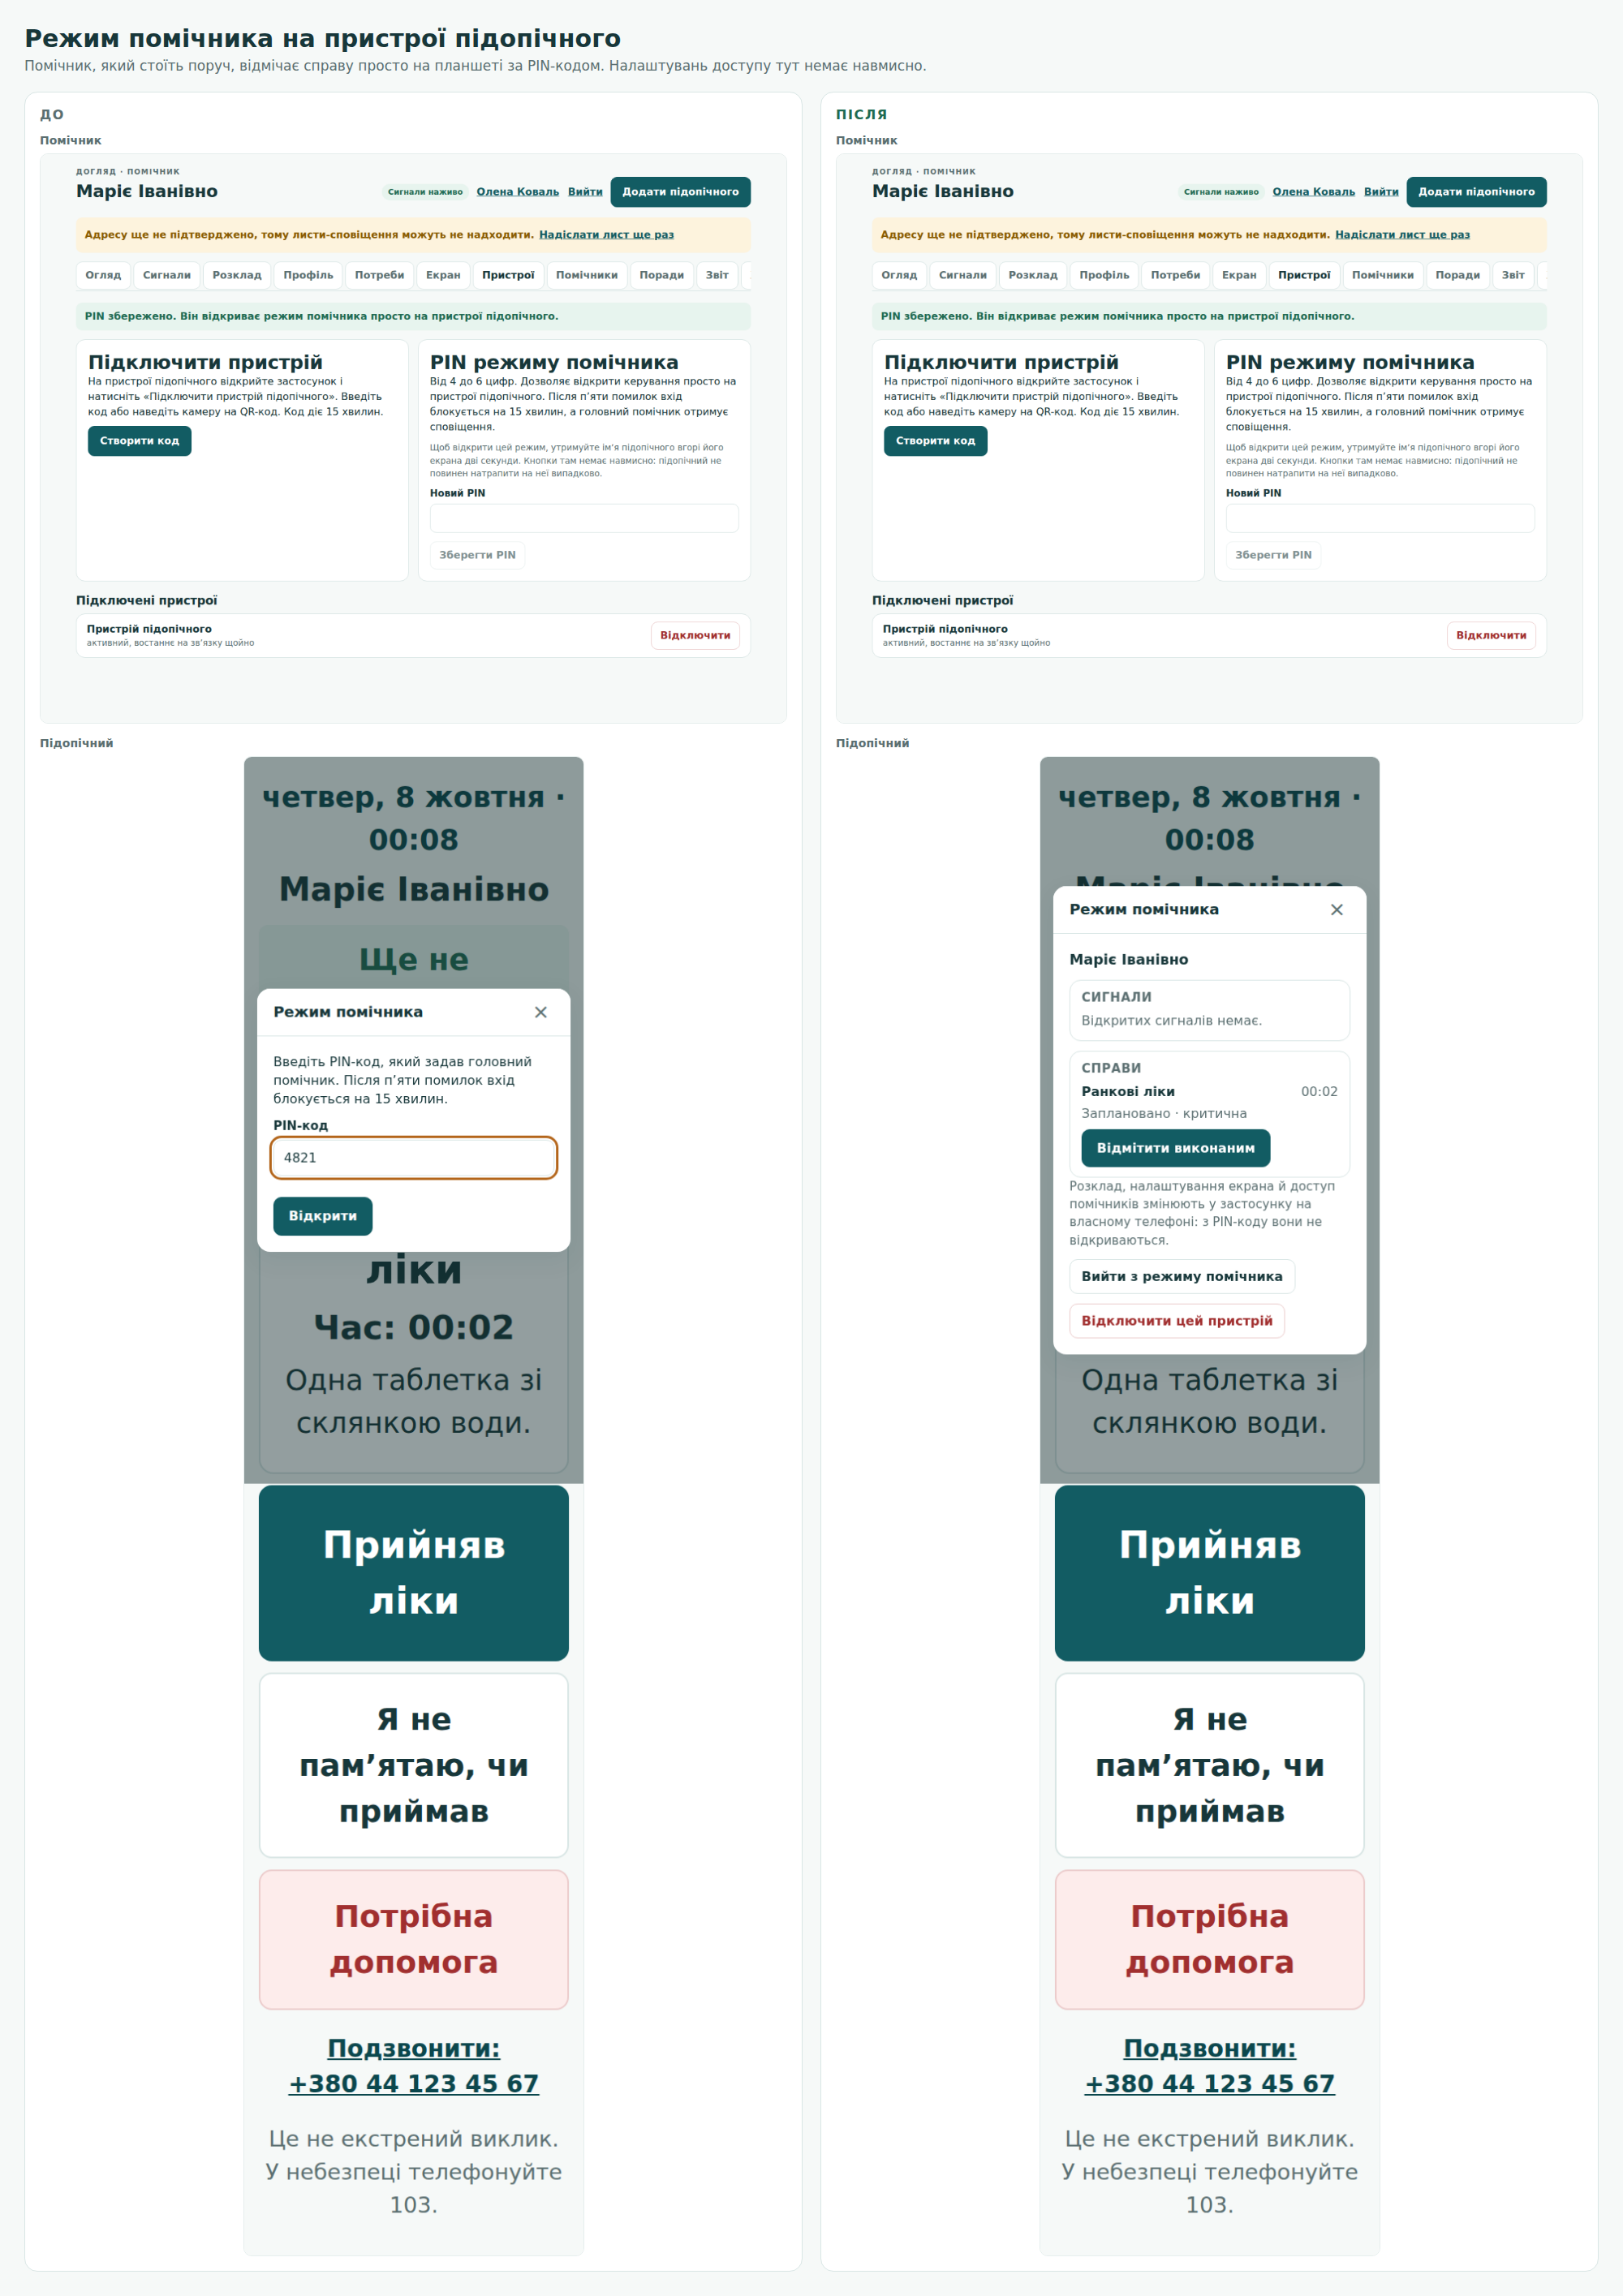 Режим помічника на пристрої підопічного
Помічник, який стоїть поруч, відмічає справу просто на планшеті за PIN-кодом. Налаштувань доступу тут немає навмисно.
ДО
Помічник
ДОГЛЯД · ПОМІЧНИК
Маріє Іванівно
Сигнали наживо
Олена Коваль
Вийти
Додати підопічного
Адресу ще не підтверджено, тому листи-сповіщення можуть не надходити. Надіслати лист ще раз
Огляд
Сигнали
Розклад
Профіль
Потреби
Екран
Пристрої
Помічники
Поради
Звіт
PIN збережено. Він відкриває режим помічника просто на пристрої підопічного.
Підключити пристрій
На пристрої підопічного відкрийте застосунок і
натисніть «Підключити пристрій підопічного». Введіть
код або наведіть камеру на QR-код. Код діє 15 хвилин.
Створити код
PIN режиму помічника
Від 4 до 6 цифр. Дозволяє відкрити керування просто на
пристрої підопічного. Після п’яти помилок вхід
блокується на 15 хвилин, а головний помічник отримує
сповіщення.
Щоб відкрити цей режим, утримуйте ім’я підопічного вгорі його
екрана дві секунди. Кнопки там немає навмисно: підопічний не
повинен натрапити на неї випадково.
Новий PIN
Зберегти PIN
Підключені пристрої
Пристрій підопічного
активний, востаннє на зв’язку щойно
Відключити
Підопічний
четвер, 8 жовтня ·
00:08
Маріє Іванівно
Ще не
Режим помічника
Введіть PIN-код, який задав головний
помічник. Після п’яти помилок вхід
блокується на 15 хвилин.
PIN-код
4821
Відкрити
ліки
Час: 00:02
Одна таблетка зі
склянкою води.
Прийняв
ліки
Я не
пам’ятаю, чи
приймав
Потрібна
допомога
Подзвонити:
+380 44 123 45 67
Це не екстрений виклик.
У небезпеці телефонуйте
103.
ПІСЛЯ
Помічник
ДОГЛЯД · ПОМІЧНИК
Маріє Іванівно
Сигнали наживо
Олена Коваль
Вийти
Додати підопічного
Адресу ще не підтверджено, тому листи-сповіщення можуть не надходити. Надіслати лист ще раз
Огляд
Сигнали
Розклад
Профіль
Потреби
Екран
Пристрої
Помічники
Поради
Звіт
PIN збережено. Він відкриває режим помічника просто на пристрої підопічного.
Підключити пристрій
На пристрої підопічного відкрийте застосунок і
натисніть «Підключити пристрій підопічного». Введіть
код або наведіть камеру на QR-код. Код діє 15 хвилин.
Створити код
PIN режиму помічника
Від 4 до 6 цифр. Дозволяє відкрити керування просто на
пристрої підопічного. Після п’яти помилок вхід
блокується на 15 хвилин, а головний помічник отримує
сповіщення.
Щоб відкрити цей режим, утримуйте ім’я підопічного вгорі його
екрана дві секунди. Кнопки там немає навмисно: підопічний не
повинен натрапити на неї випадково.
Новий PIN
Зберегти PIN
Підключені пристрої
Пристрій підопічного
активний, востаннє на зв’язку щойно
Відключити
Підопічний
четвер, 8 жовтня ·
00:08
Маріє Іванівно
Режим помічника
Маріє Іванівно
СИГНАЛИ
Відкритих сигналів немає.
СПРАВИ
Ранкові ліки
00:02
Заплановано · критична
Відмітити виконаним
Розклад, налаштування екрана й доступ
помічників змінюють у застосунку на
власному телефоні: з PIN-коду вони не
відкриваються.
Вийти з режиму помічника
Відключити цей пристрій
Одна таблетка зі
склянкою води.
Прийняв
ліки
Я не
пам’ятаю, чи
приймав
Потрібна
допомога
Подзвонити:
+380 44 123 45 67
Це не екстрений виклик.
У небезпеці телефонуйте
103.